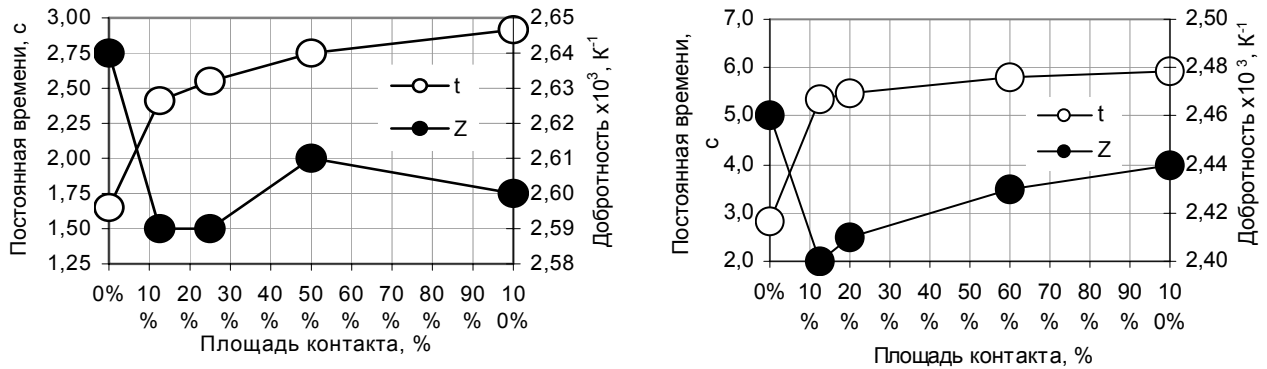 Постоянная времени, с
3,00
2,75
2,50
2,25
2,00
1,75
1,50
1,25
2,65
2,64
2,63
2,62
2,61
2,60
2,59
2,58
Добротность x10³, К⁻¹
t
Z
0% 10 20 30 40 50 60 70 80 90 10
% % % % % % % % % 0%
Площадь контакта, %
Постоянная времени,
с
7,0
6,0
5,0
4,0
3,0
2,0
2,50
2,48
2,46
2,44
2,42
2,40
Добротность x10³, К⁻¹
t
Z
0% 10 20 30 40 50 60 70 80 90 10
% % % % % % % % % 0%
Площадь контакта, %